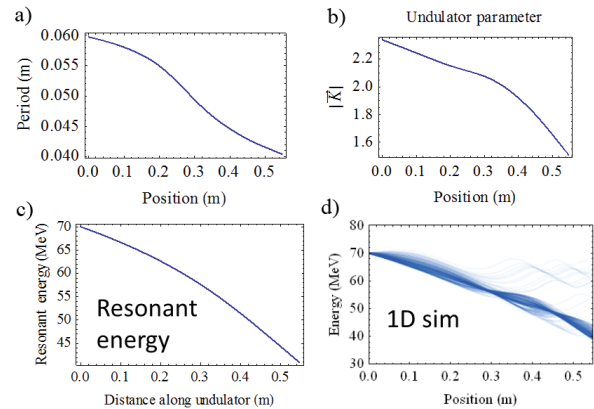 a)
Period (m)
0.060
0.055
0.050
0.045
0.040
0.0 0.1 0.2 0.3 0.4 0.5
Position (m)
b)
Undulator parameter
|K⃗|
2.2
2.0
1.8
1.6
0.0 0.1 0.2 0.3 0.4 0.5
Position (m)
c)
Resonant energy (MeV)
70
65
60
55
50
45
Resonant
energy
0.0 0.1 0.2 0.3 0.4 0.5
Distance along undulator (m)
d)
Energy (MeV)
80
70
60
50
40
30
1D sim
0.0 0.1 0.2 0.3 0.4 0.5
Position (m)